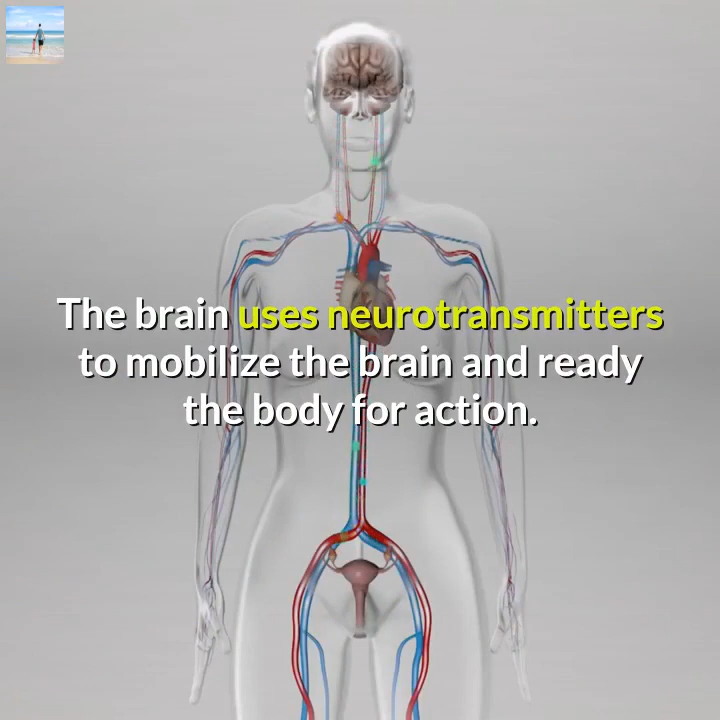 The brain uses neurotransmitters
to mobilize the brain and ready
the body for action.